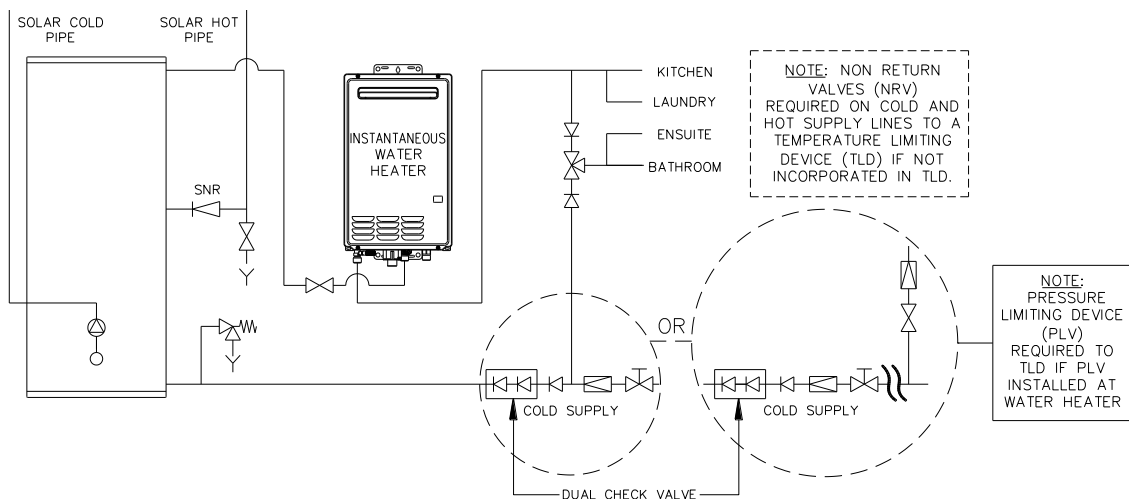 SOLAR COLD
PIPE
SOLAR HOT
PIPE
SNR
INSTANTANEOUS
WATER
HEATER
KITCHEN
LAUNDRY
ENSUITE
BATHROOM
NOTE: NON RETURN
VALVES (NRV)
REQUIRED ON COLD AND
HOT SUPPLY LINES TO A
TEMPERATURE LIMITING
DEVICE (TLD) IF NOT
INCORPORATED IN TLD.
OR
NOTE:
PRESSURE
LIMITING DEVICE
(PLV)
REQUIRED TO
TLD IF PLV
INSTALLED AT
WATER HEATER
COLD SUPPLY
COLD SUPPLY
DUAL CHECK VALVE